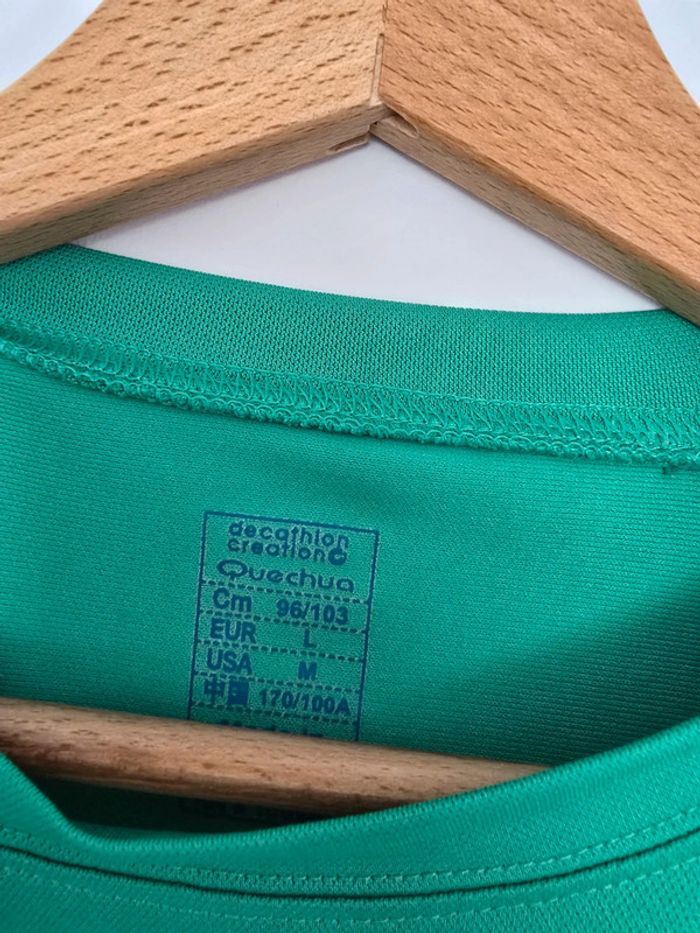 decathlon
creation
Quechua
Cm 96/103
EUR L
USA M
中国 170/100A